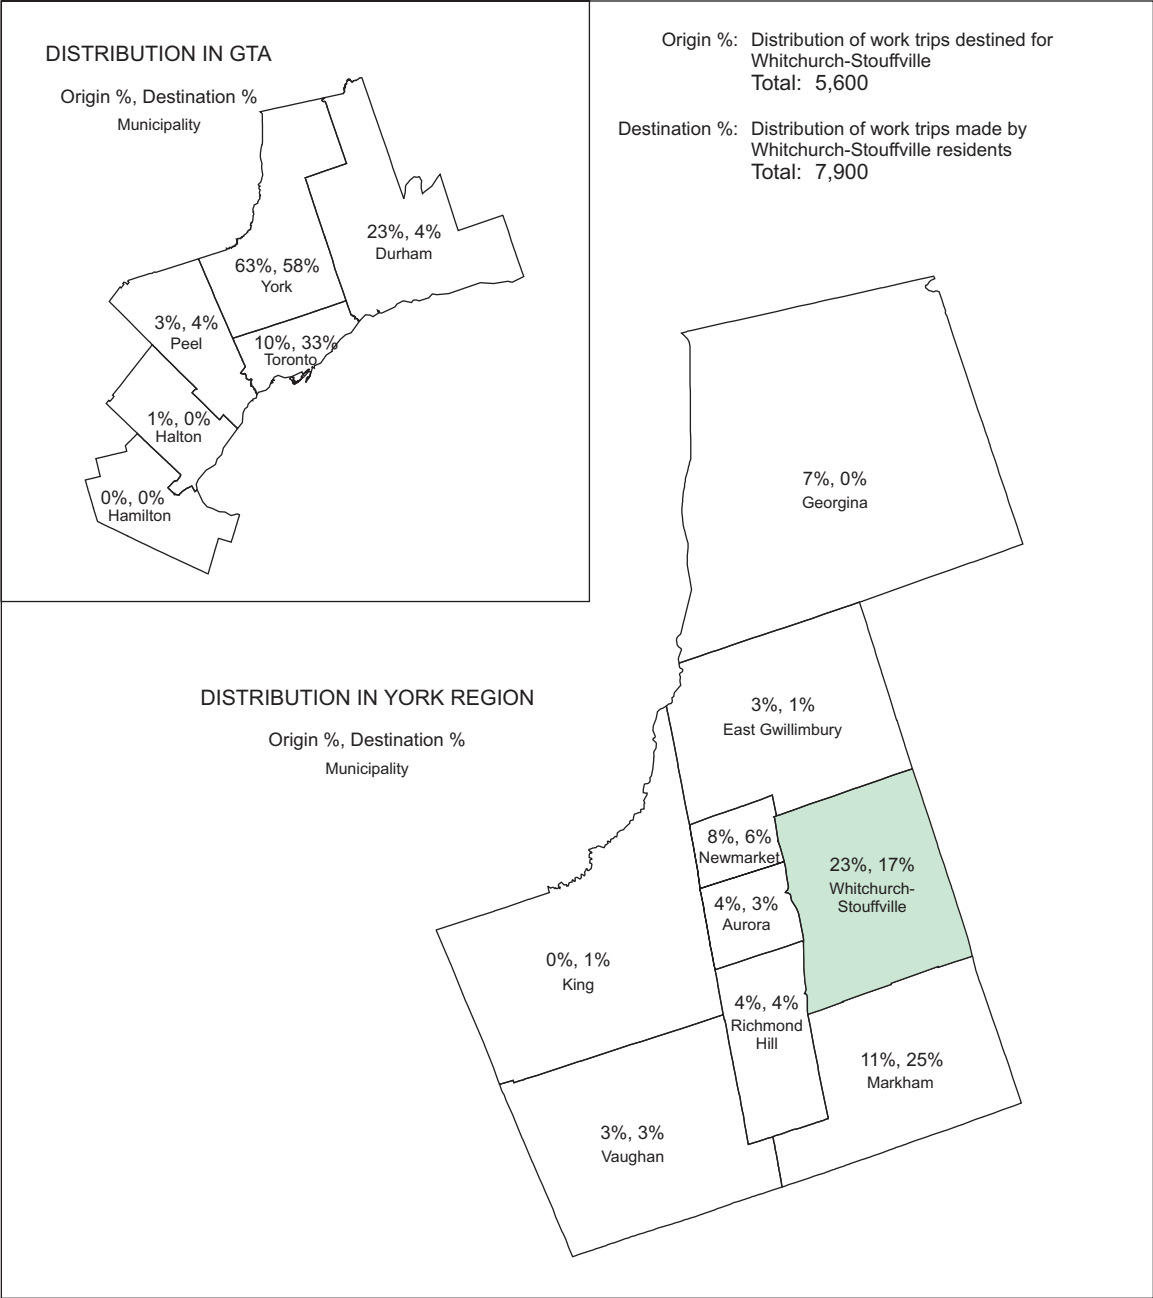 DISTRIBUTION IN GTA
Origin %, Destination %
Municipality
Origin %: Distribution of work trips destined for
Whitchurch-Stouffville
Total: 5,600
Destination %: Distribution of work trips made by
Whitchurch-Stouffville residents
Total: 7,900
23%, 4%
Durham
63%, 58%
York
3%, 4%
Peel
10%, 33%
Toronto
1%, 0%
Halton
0%, 0%
Hamilton
DISTRIBUTION IN YORK REGION
Origin %, Destination %
Municipality
7%, 0%
Georgina
3%, 1%
East Gwillimbury
8%, 6%
Newmarket
23%, 17%
Whitchurch-
Stouffville
4%, 3%
Aurora
0%, 1%
King
4%, 4%
Richmond
Hill
11%, 25%
Markham
3%, 3%
Vaughan